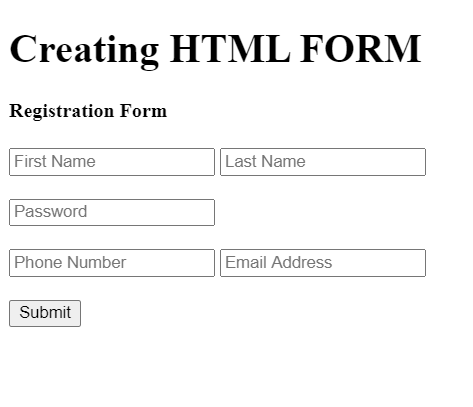 Creating HTML FORM
Registration Form
First Name Last Name
Password
Phone Number Email Address
Submit